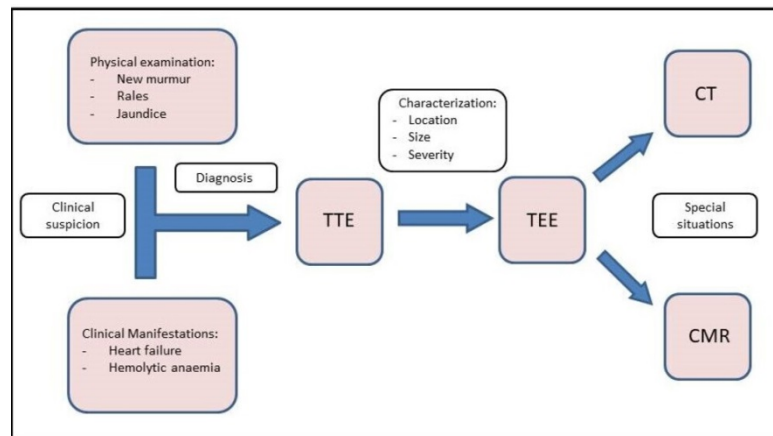 Physical examination:
- New murmur
- Rales
- Jaundice
Clinical
suspicion
Diagnosis
Clinical Manifestations:
- Heart failure
- Hemolytic anaemia
TTE
Characterization:
- Location
- Size
- Severity
TEE
CT
Special
situations
CMR